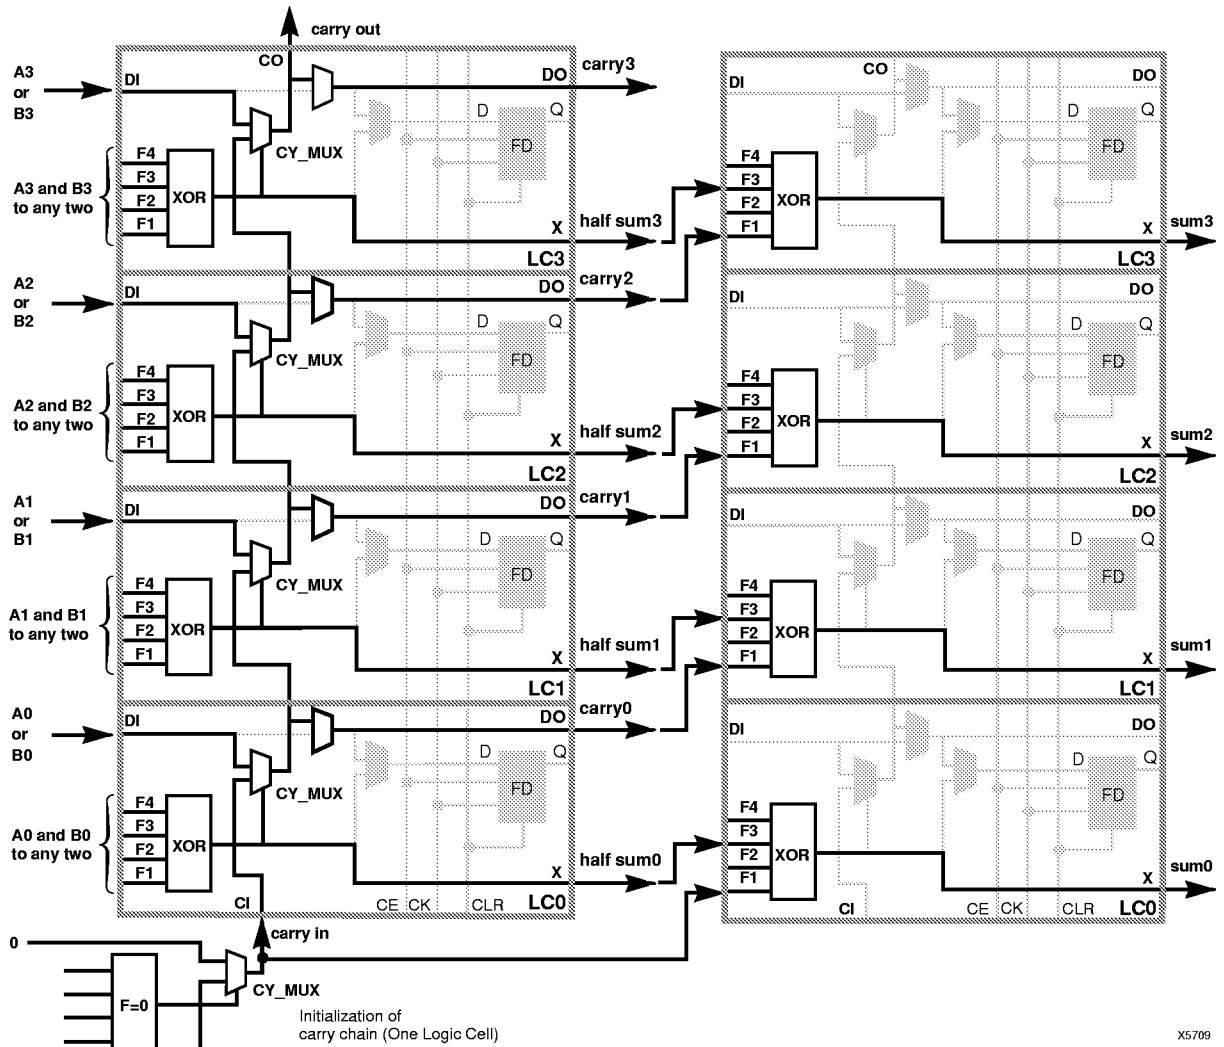 carry out
CO
carry3
DO
A3
or
B3
DI
D
Q
FD
CY_MUX
F4
F3
F2
F1
XOR
A3 and B3
to any two
X
half sum3
LC3
CO
DO
DI
D
Q
FD
F4
F3
F2
F1
XOR
X
sum3
LC3
A2
or
B2
DI
DO
carry2
D
Q
FD
CY_MUX
F4
F3
F2
F1
XOR
A2 and B2
to any two
X
half sum2
LC2
DI
DO
D
Q
FD
F4
F3
F2
F1
XOR
X
sum2
LC2
A1
or
B1
DI
DO
carry1
D
Q
FD
CY_MUX
F4
F3
F2
F1
XOR
A1 and B1
to any two
X
half sum1
LC1
DI
DO
D
Q
FD
F4
F3
F2
F1
XOR
X
sum1
LC1
A0
or
B0
DI
DO
carry0
D
Q
FD
CY_MUX
F4
F3
F2
F1
XOR
A0 and B0
to any two
X
half sum0
CI
CE
CK
CLR
LC0
DI
DO
D
Q
FD
F4
F3
F2
F1
XOR
X
sum0
CI
CE
CK
CLR
LC0
carry in
0
CY_MUX
F=0
Initialization of
carry chain (One Logic Cell)
X5709